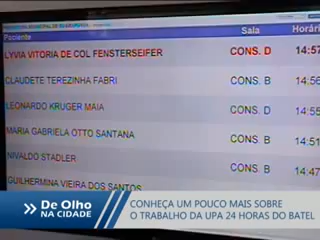 Paciente Sala Horári
LYVIA VITORIA DE COL FENSTERSEIFER CONS. D 14:57
CLAUDETE TEREZINHA FABRI CONS. B 14:56
LEONARDO KRUGER MAIA CONS. D 14:55
MARIA GABRIELA OTTO SANTANA CONS. B 14:5
NIVALDO STADLER CONS. B 14:51
GUILHERMINA VIEIRA DOS SANTOS
De Olho
NA CIDADE
CONHEÇA UM POUCO MAIS SOBRE
O TRABALHO DA UPA 24 HORAS DO BATEL